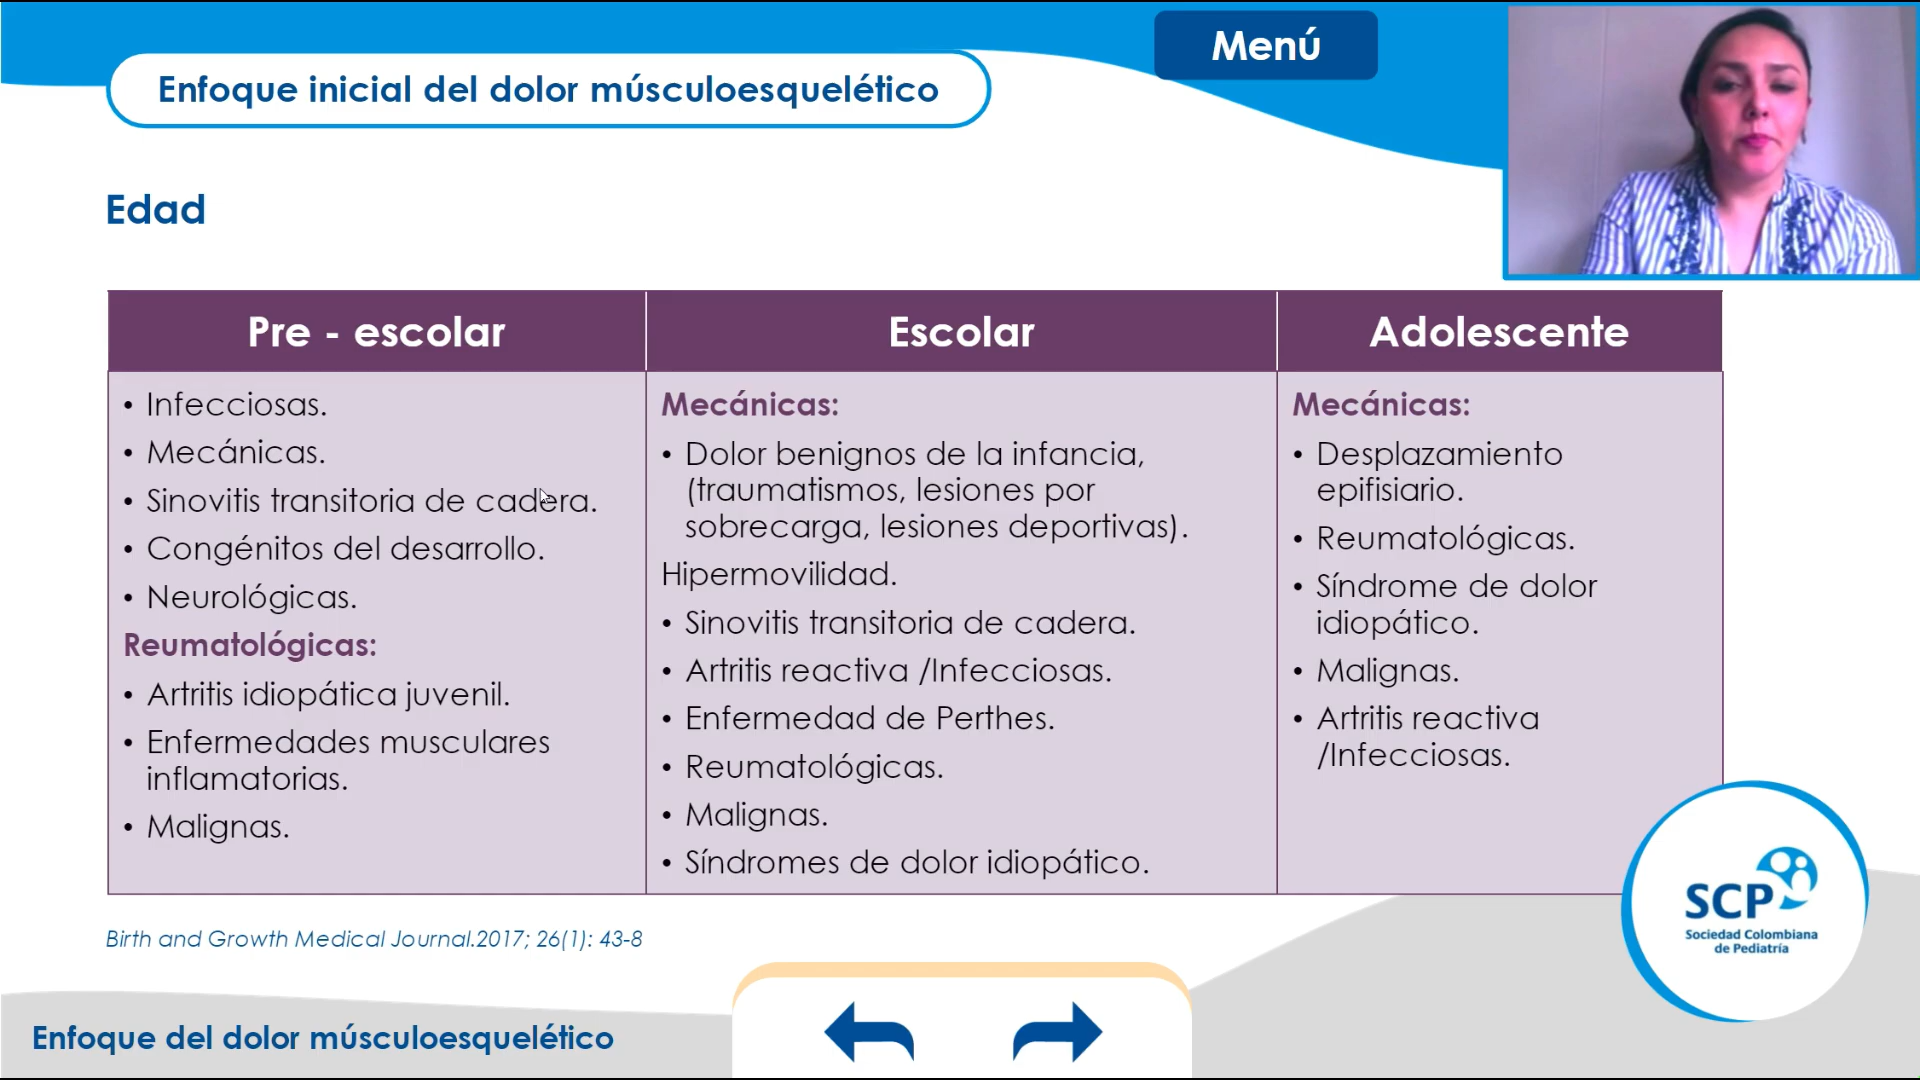 Menú
Enfoque inicial del dolor músculoesquelético
Edad
Pre - escolar
• Infecciosas.
• Mecánicas.
• Sinovitis transitoria de cadera.
• Congénitos del desarrollo.
• Neurológicas.
Reumatológicas:
• Artritis idiopática juvenil.
• Enfermedades musculares
inflamatorias.
• Malignas.
Escolar
Mecánicas:
• Dolor benignos de la infancia,
(traumatismos, lesiones por
sobrecarga, lesiones deportivas).
Hipermovilidad.
• Sinovitis transitoria de cadera.
• Artritis reactiva /Infecciosas.
• Enfermedad de Perthes.
• Reumatológicas.
• Malignas.
• Síndromes de dolor idiopático.
Adolescente
Mecánicas:
• Desplazamiento
epifisiario.
• Reumatológicas.
• Síndrome de dolor
idiopático.
• Malignas.
• Artritis reactiva
/Infecciosas.
Birth and Growth Medical Journal.2017; 26(1): 43-8
SCP
Sociedad Colombiana
de Pediatría
Enfoque del dolor músculoesquelético